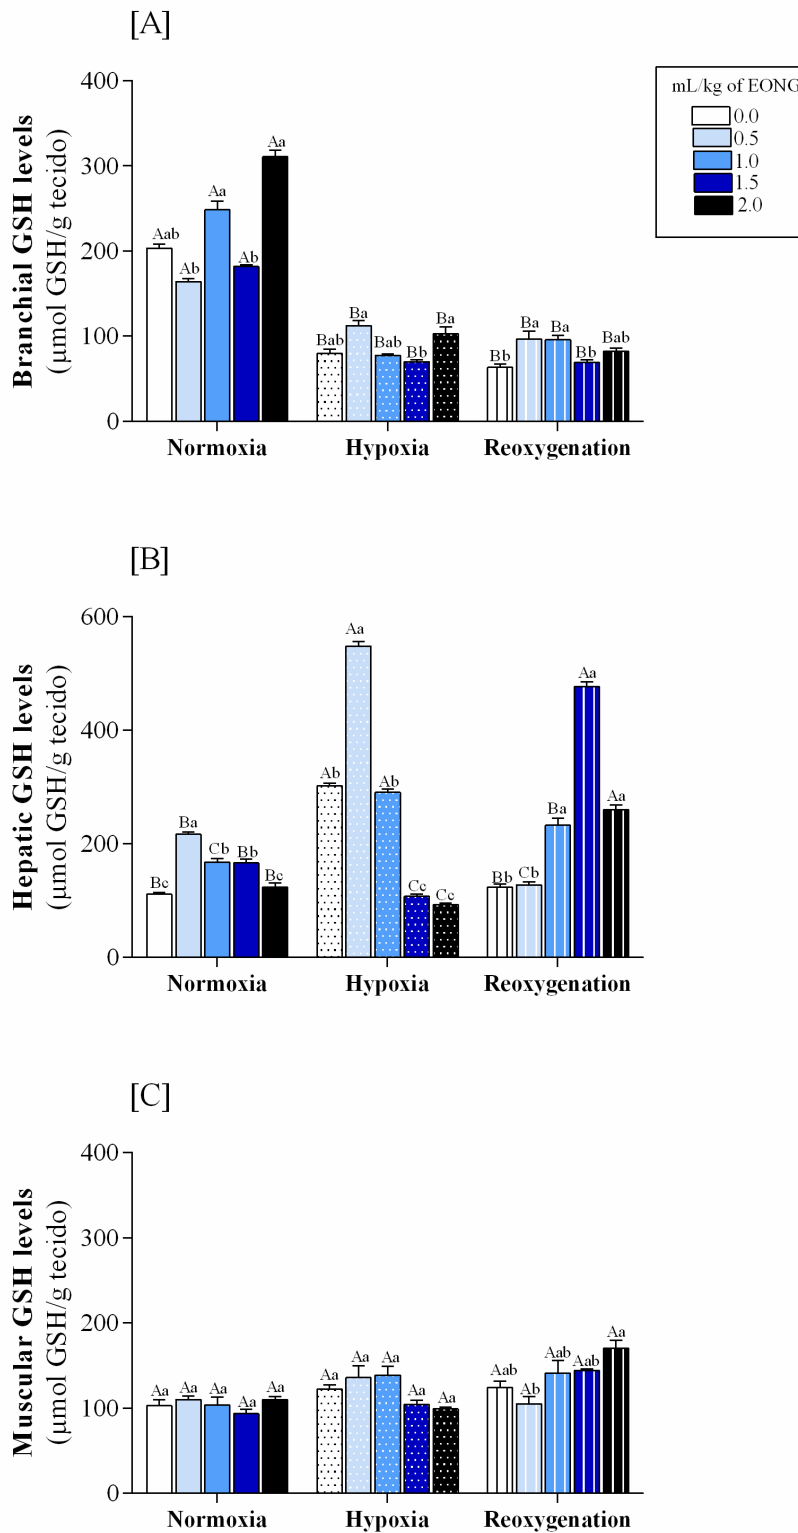 [A]
mL/kg of EONG
0.0
0.5
1.0
1.5
2.0
Branchial GSH levels
(µmol GSH/g tecido)
400
300
200
100
0
Aab
Ab
Aa
Ab
Aa
Bab
Ba
Bab
Bb
Ba
Bb
Ba
Ba
Bb
Bab
Normoxia
Hypoxia
Reoxygenation
[B]
Hepatic GSH levels
(µmol GSH/g tecido)
600
400
200
0
Bc
Ba
Cb
Bb
Bc
Ab
Aa
Ab
Cc
Cc
Bb
Cb
Ba
Aa
Aa
Normoxia
Hypoxia
Reoxygenation
[C]
Muscular GSH levels
(µmol GSH/g tecido)
400
300
200
100
0
Aa
Aa
Aa
Aa
Aa
Aa
Aa
Aa
Aa
Aa
Aab
Ab
Aab
Aab
Aa
Normoxia
Hypoxia
Reoxygenation